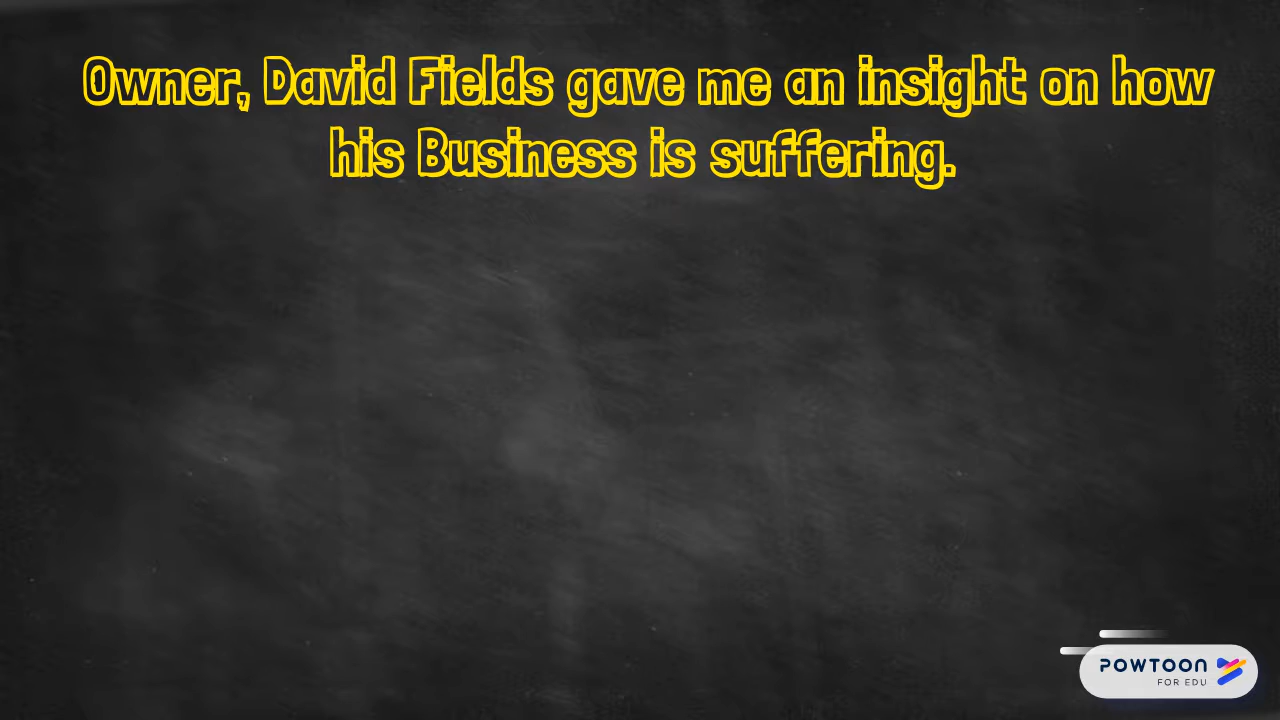 Owner, David Fields gave me an insight on how
his Business is suffering.
POWTOON
FOR EDU